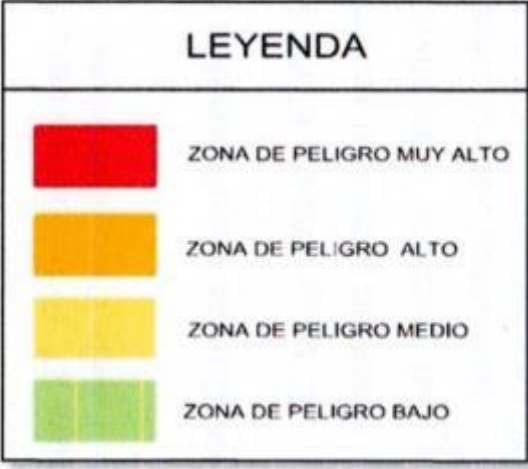 LEYENDA
ZONA DE PELIGRO MUY ALTO
ZONA DE PELIGRO ALTO
ZONA DE PELIGRO MEDIO
ZONA DE PELIGRO BAJO